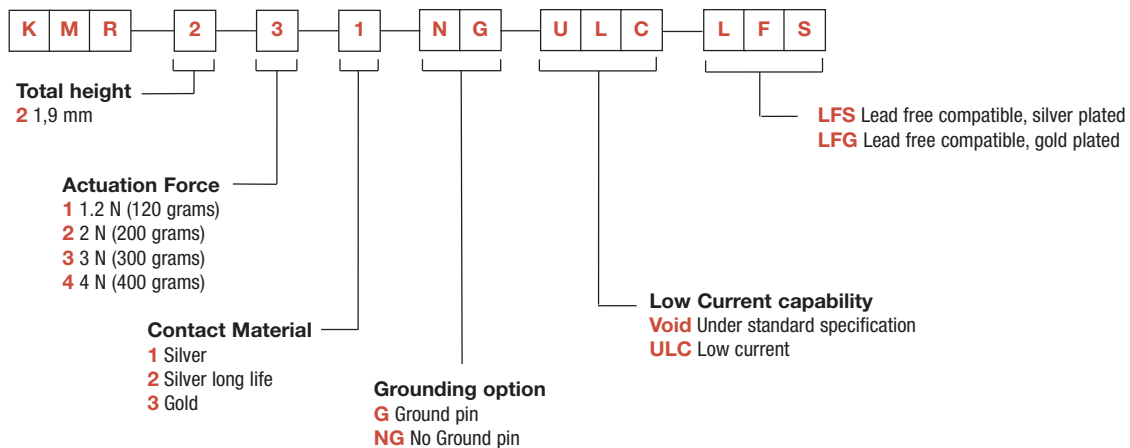 K M R 2 3 1 N G U L C L F S
Total height
2 1,9 mm
LFS Lead free compatible, silver plated
LFG Lead free compatible, gold plated
Actuation Force
1 1.2 N (120 grams)
2 2 N (200 grams)
3 3 N (300 grams)
4 4 N (400 grams)
Low Current capability
Void Under standard specification
ULC Low current
Contact Material
1 Silver
2 Silver long life
3 Gold
Grounding option
G Ground pin
NG No Ground pin